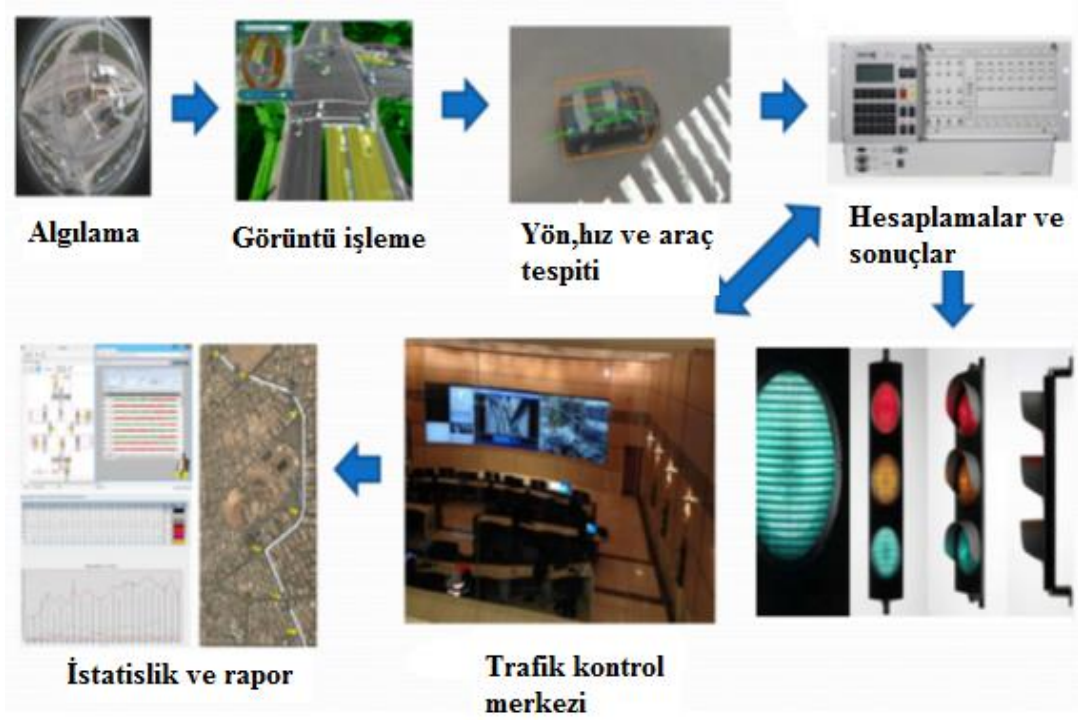 Algılama
Görüntü işleme
Yön,hız ve araç
tespiti
Hesaplamalar ve
sonuçlar
İstatislik ve rapor
Trafik kontrol
merkezi